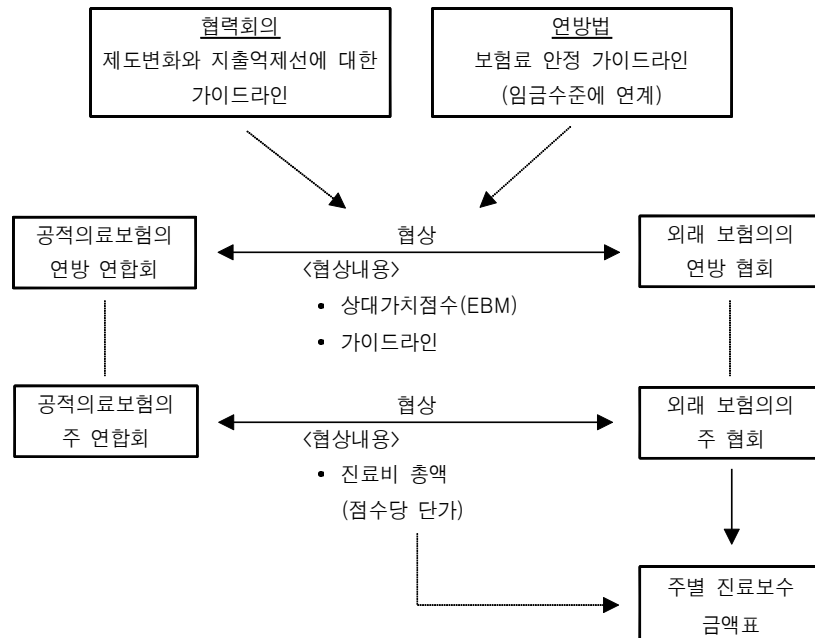 협력회의
제도변화와 지출억제선에 대한
가이드라인
연방법
보험료 안정 가이드라인
(임금수준에 연계)
공적의료보험의
연방 연합회
협상
<협상내용>
• 상대가치점수(EBM)
• 가이드라인
외래 보험의의
연방 협회
공적의료보험의
주 연합회
협상
<협상내용>
• 진료비 총액
(점수당 단가)
외래 보험의의
주 협회
주별 진료보수
금액표